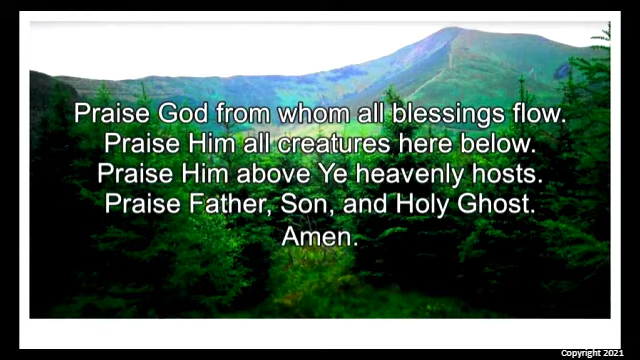 Praise God from whom all blessings flow.
Praise Him all creatures here below.
Praise Him above Ye heavenly hosts.
Praise Father, Son, and Holy Ghost.
Amen.
Copyright 2021